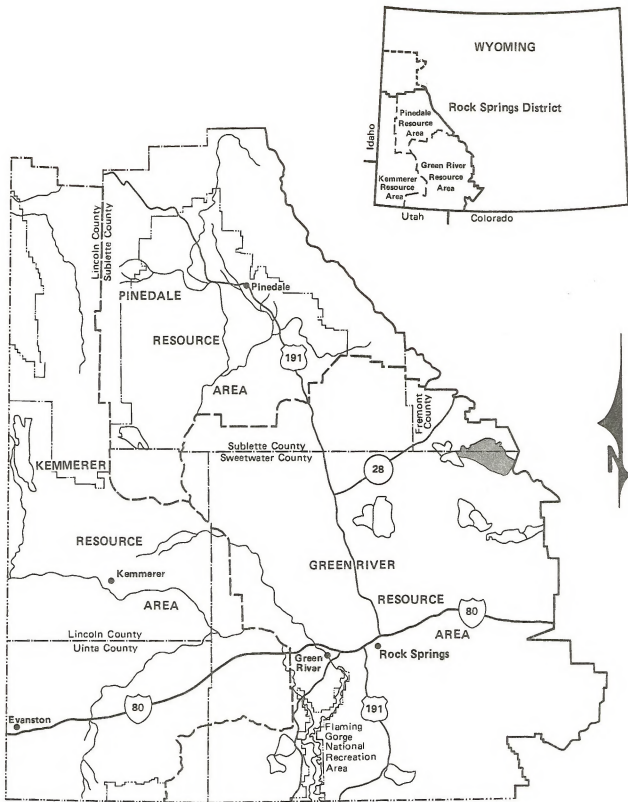 WYOMING
Rock Springs District
Pinedale
Resource
Area
Green River
Resource
Area
Kemmerer
Resource
Area
Idaho
Utah
Colorado
Lincoln County
Sublette County
Pinedale
PINEDALE
RESOURCE
191
AREA
Fremont
County
Sublette County
Sweetwater County
KEMMERER
28
RESOURCE
GREEN RIVER
Kemmerer
RESOURCE
AREA
80
AREA
Lincoln County
Uinta County
Green
River
Rock Springs
80
191
Evanston
Flaming
Gorge
National
Recreation
Area
N